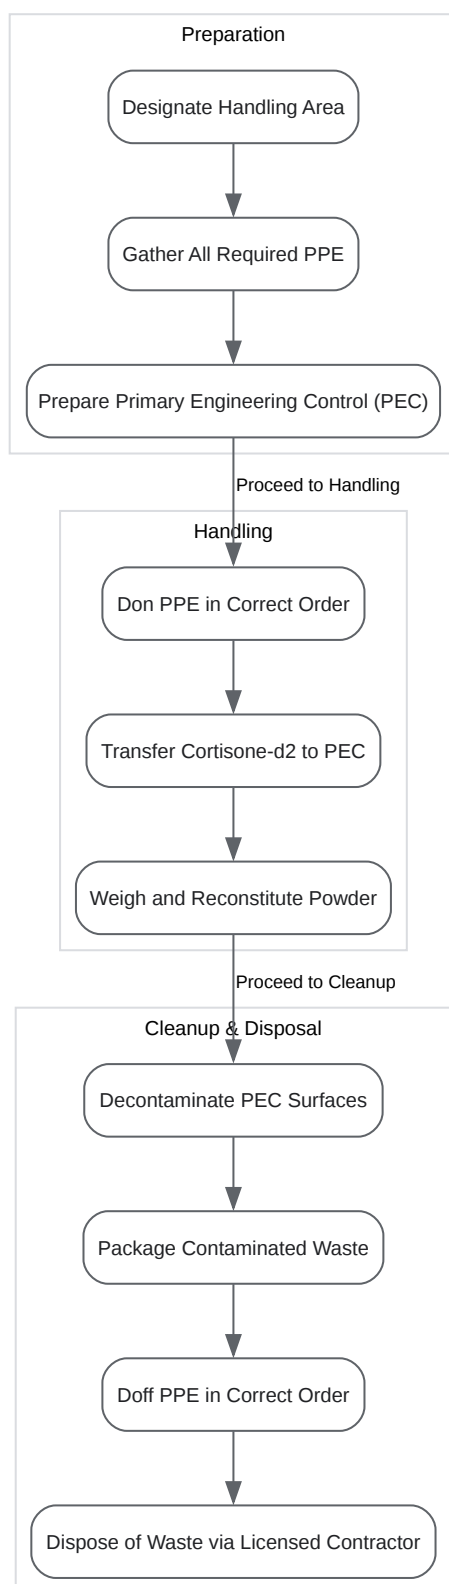 Preparation
Designate Handling Area
Gather All Required PPE
Prepare Primary Engineering Control (PEC)
Proceed to Handling
Handling
Don PPE in Correct Order
Transfer Cortisone-d2 to PEC
Weigh and Reconstitute Powder
Proceed to Cleanup
Cleanup & Disposal
Decontaminate PEC Surfaces
Package Contaminated Waste
Doff PPE in Correct Order
Dispose of Waste via Licensed Contractor